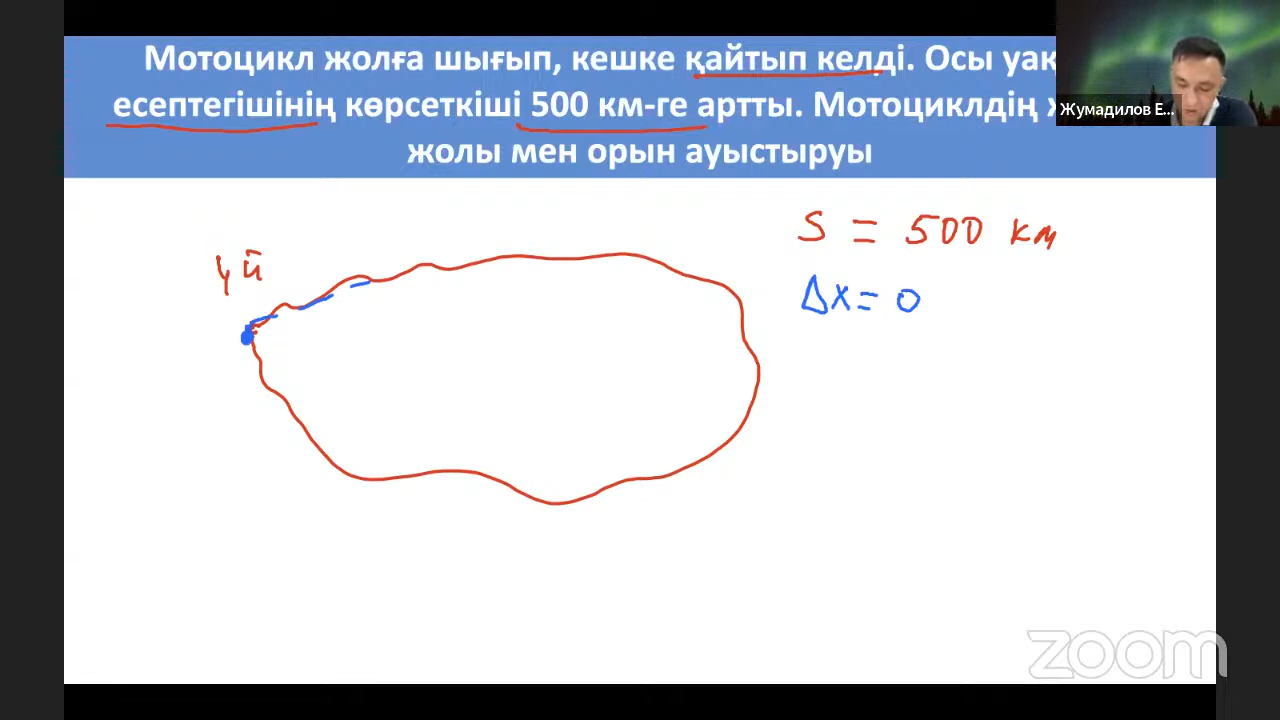 Мотоцикл жолға шығып, кешке қайтып келді. Осы уақ
есептегішінің көрсеткіші 500 км-ге артты. Мотоциклдің ж
жолы мен орын ауыстыруы
Жумадилов Е...
үй
S = 500 км
Δx = 0
zoom